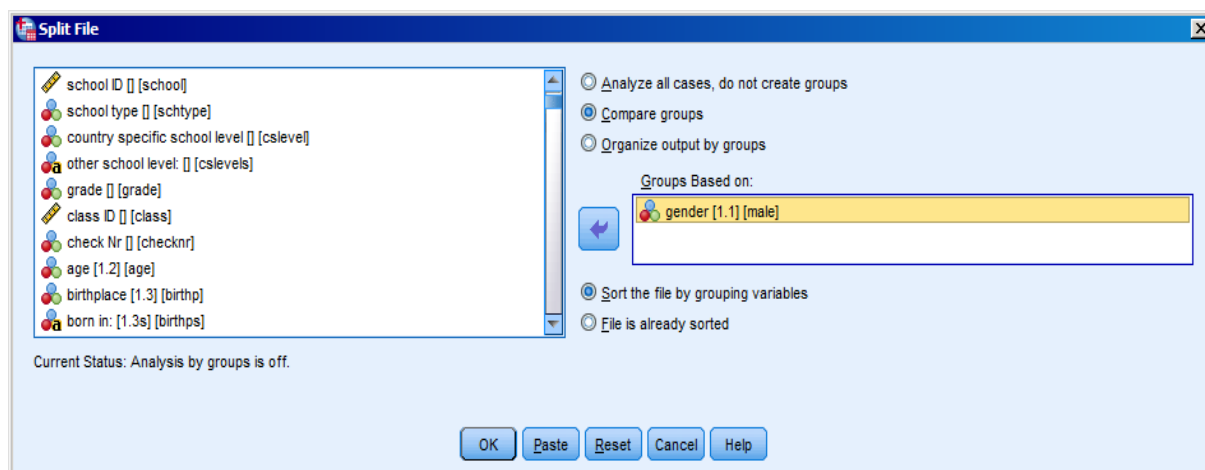 Split File
school ID [] [school]
school type [] [schtype]
country specific school level [] [cslevel]
other school level: [] [cslevels]
grade [] [grade]
class ID [] [class]
check Nr [] [checknr]
age [1.2] [age]
birthplace [1.3] [birthp]
born in: [1.3s] [birthps]
Current Status: Analysis by groups is off.
Analyze all cases, do not create groups
Compare groups
Organize output by groups
Groups Based on:
gender [1.1] [male]
Sort the file by grouping variables
File is already sorted
OK Paste Reset Cancel Help